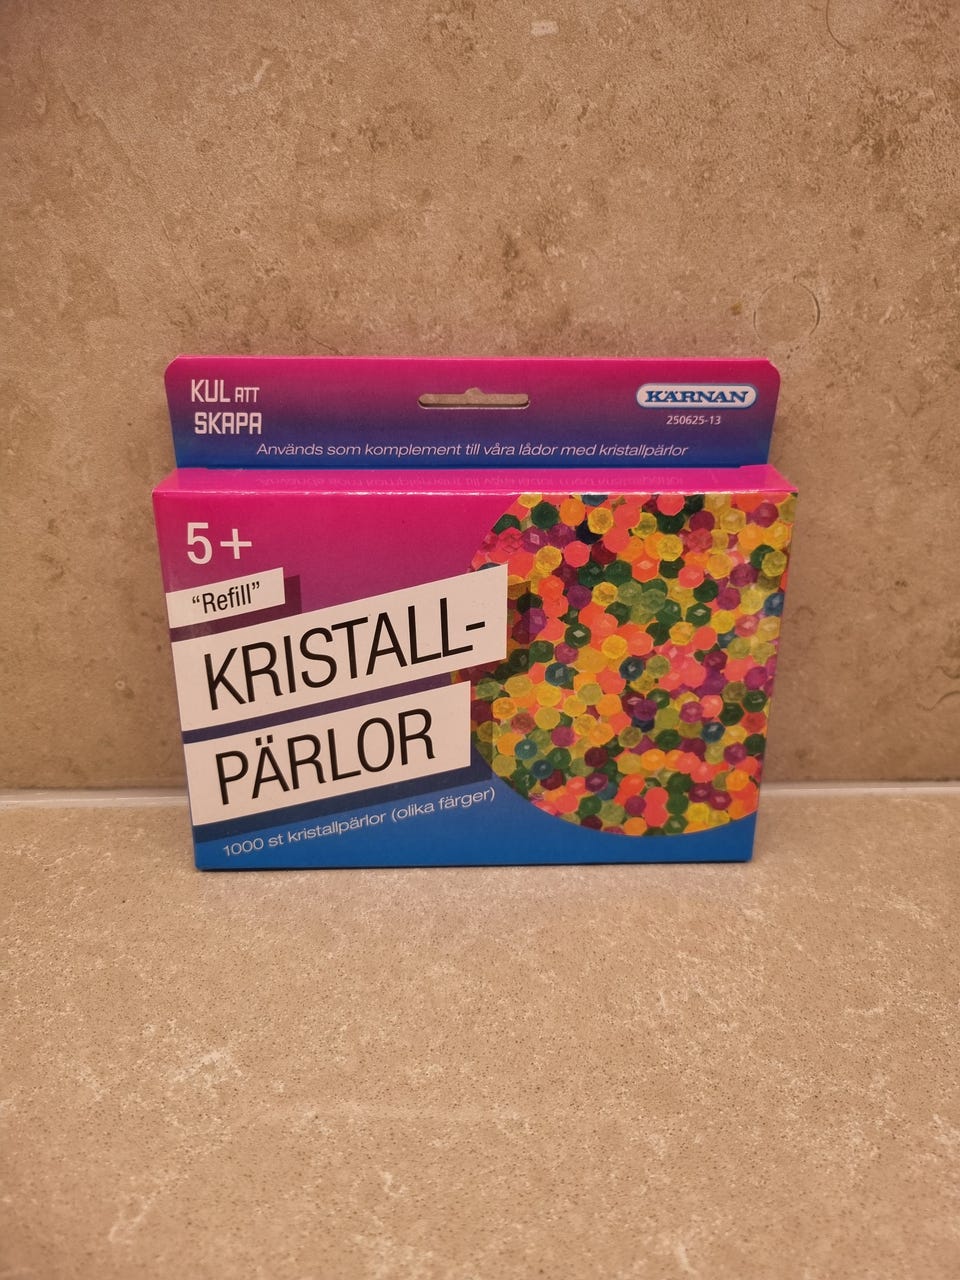 KUL ATT
SKAPA
KÄRNAN
250625-13
Används som komplement till våra lådor med kristallpärlor
5+
"Refill"
KRISTALL-
PÄRLOR
1000 st kristallpärlor (olika färger)